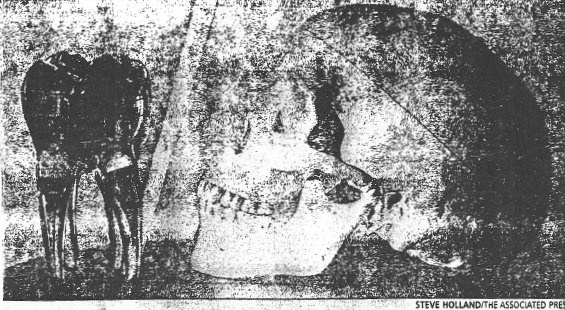 STEVE HOLLAND/THE ASSOCIATED PRES